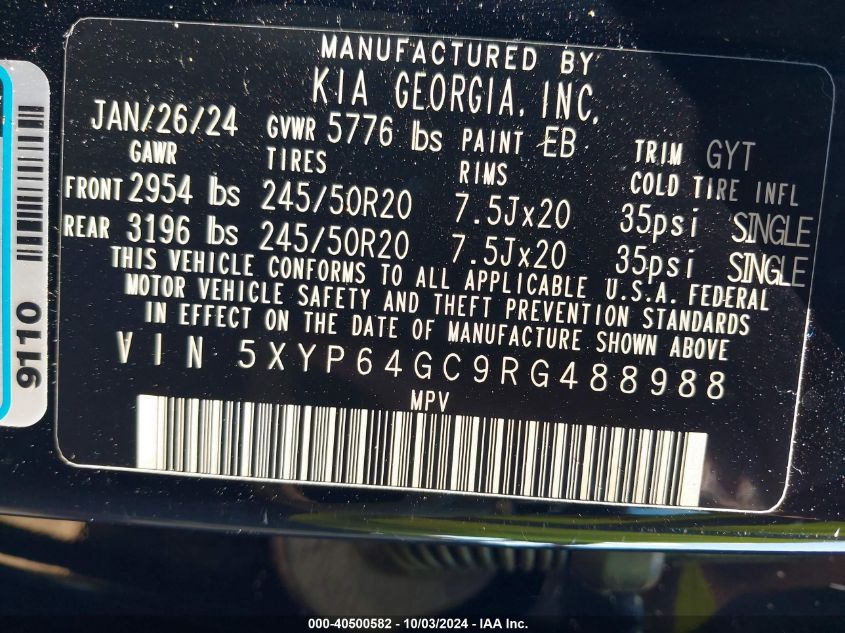 MANUFACTURED BY
KIA GEORGIA, INC.
JAN/26/24 GVWR 5776 lbs PAINT EB TRIM GYT
GAWR TIRES RIMS COLD TIRE INFL
FRONT 2954 lbs 245/50R20 7.5Jx20 35psi SINGLE
REAR 3196 lbs 245/50R20 7.5Jx20 35psi SINGLE
THIS VEHICLE CONFORMS TO ALL APPLICABLE U.S.A. FEDERAL
MOTOR VEHICLE SAFETY AND THEFT PREVENTION STANDARDS
IN EFFECT ON THE DATE OF MANUFACTURE SHOWN ABOVE
VIN 5XYP64GC9RG488988
MPV
9110
000-40500582 - 10/03/2024 - IAA Inc.